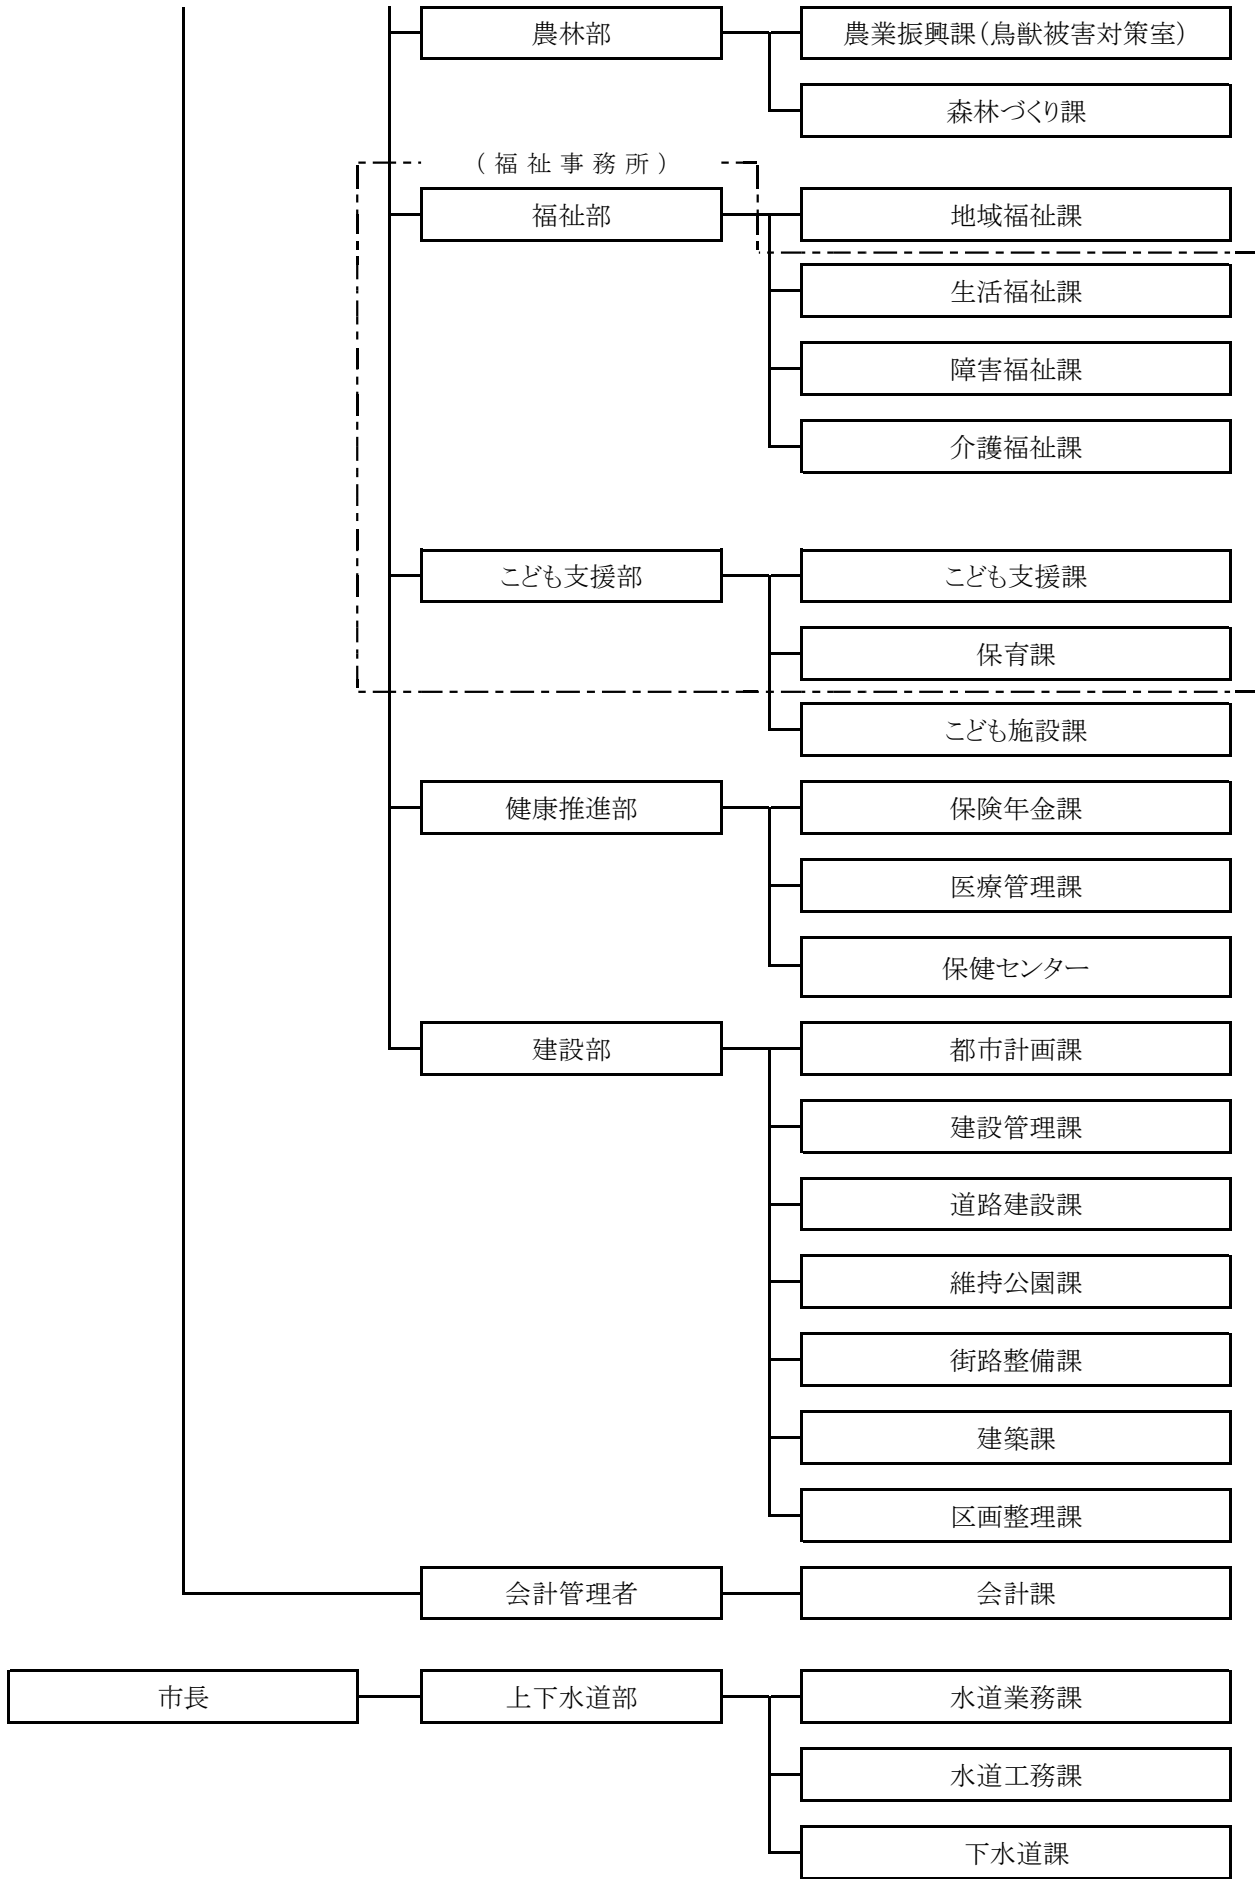 農林部
農業振興課(鳥獣被害対策室)
森林づくり課
(福祉事務所)
福祉部
地域福祉課
生活福祉課
障害福祉課
介護福祉課
こども支援部
こども支援課
保育課
こども施設課
健康推進部
保険年金課
医療管理課
保健センター
建設部
都市計画課
建設管理課
道路建設課
維持公園課
街路整備課
建築課
区画整理課
会計管理者
会計課
市長
上下水道部
水道業務課
水道工務課
下水道課